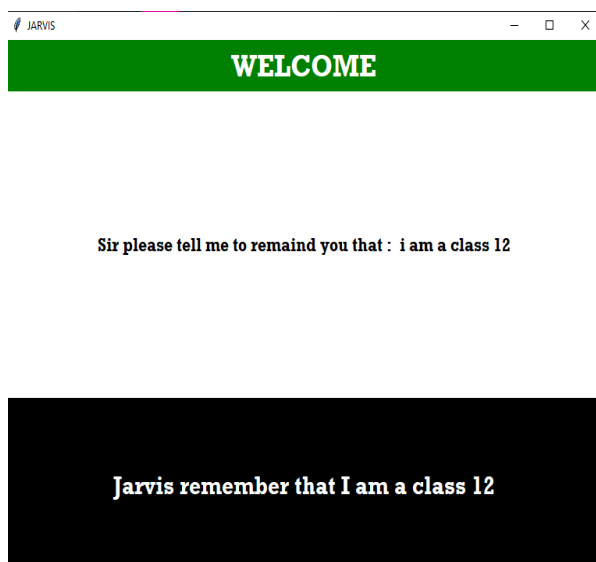 JARVIS
WELCOME
Sir please tell me to remaind you that :  i am a class 12
Jarvis remember that I am a class 12